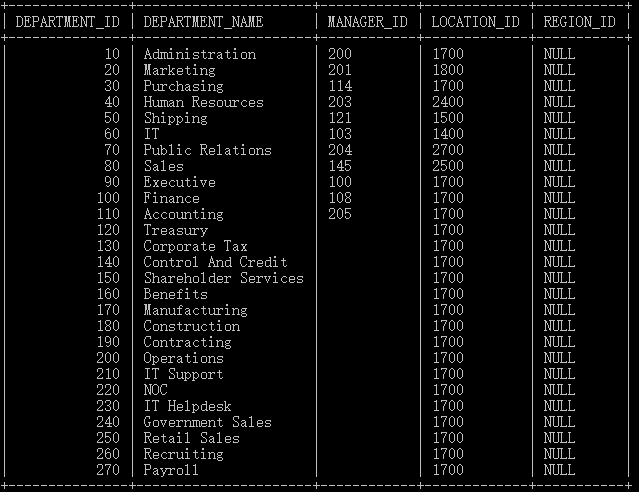 | DEPARTMENT_ID | DEPARTMENT_NAME | MANAGER_ID | LOCATION_ID | REGION_ID |
| 10 | Administration | 200 | 1700 | NULL |
| 20 | Marketing | 201 | 1800 | NULL |
| 30 | Purchasing | 114 | 1700 | NULL |
| 40 | Human Resources | 203 | 2400 | NULL |
| 50 | Shipping | 121 | 1500 | NULL |
| 60 | IT | 103 | 1400 | NULL |
| 70 | Public Relations | 204 | 2700 | NULL |
| 80 | Sales | 145 | 2500 | NULL |
| 90 | Executive | 100 | 1700 | NULL |
| 100 | Finance | 108 | 1700 | NULL |
| 110 | Accounting | 205 | 1700 | NULL |
| 120 | Treasury | | 1700 | NULL |
| 130 | Corporate Tax | | 1700 | NULL |
| 140 | Control And Credit | | 1700 | NULL |
| 150 | Shareholder Services | | 1700 | NULL |
| 160 | Benefits | | 1700 | NULL |
| 170 | Manufacturing | | 1700 | NULL |
| 180 | Construction | | 1700 | NULL |
| 190 | Contracting | | 1700 | NULL |
| 200 | Operations | | 1700 | NULL |
| 210 | IT Support | | 1700 | NULL |
| 220 | NOC | | 1700 | NULL |
| 230 | IT Helpdesk | | 1700 | NULL |
| 240 | Government Sales | | 1700 | NULL |
| 250 | Retail Sales | | 1700 | NULL |
| 260 | Recruiting | | 1700 | NULL |
| 270 | Payroll | | 1700 | NULL |